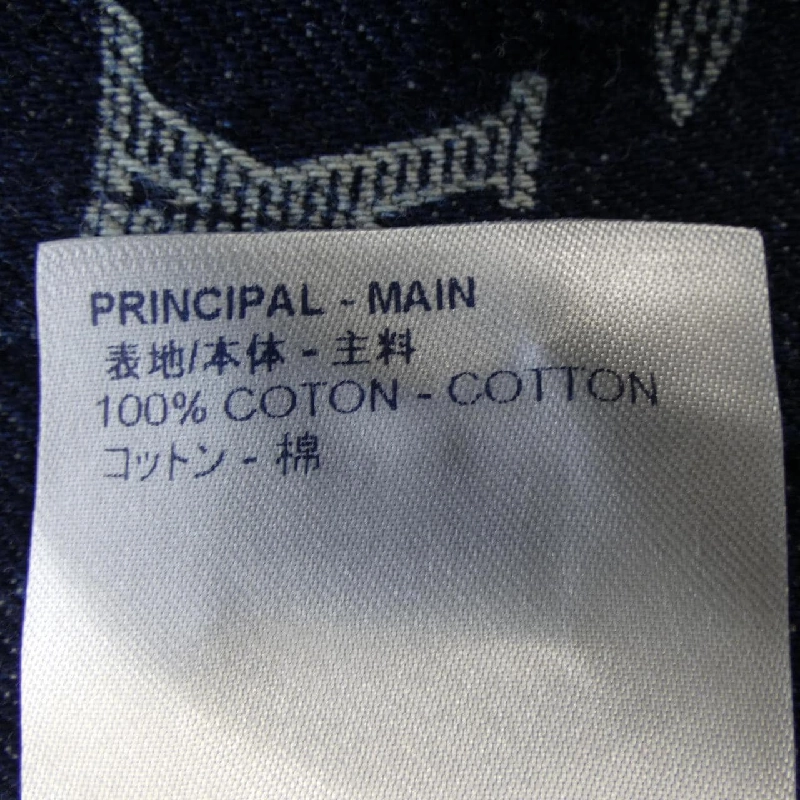 PRINCIPAL - MAIN
表地/本体 - 主料
100% COTON - COTTON
コットン - 棉